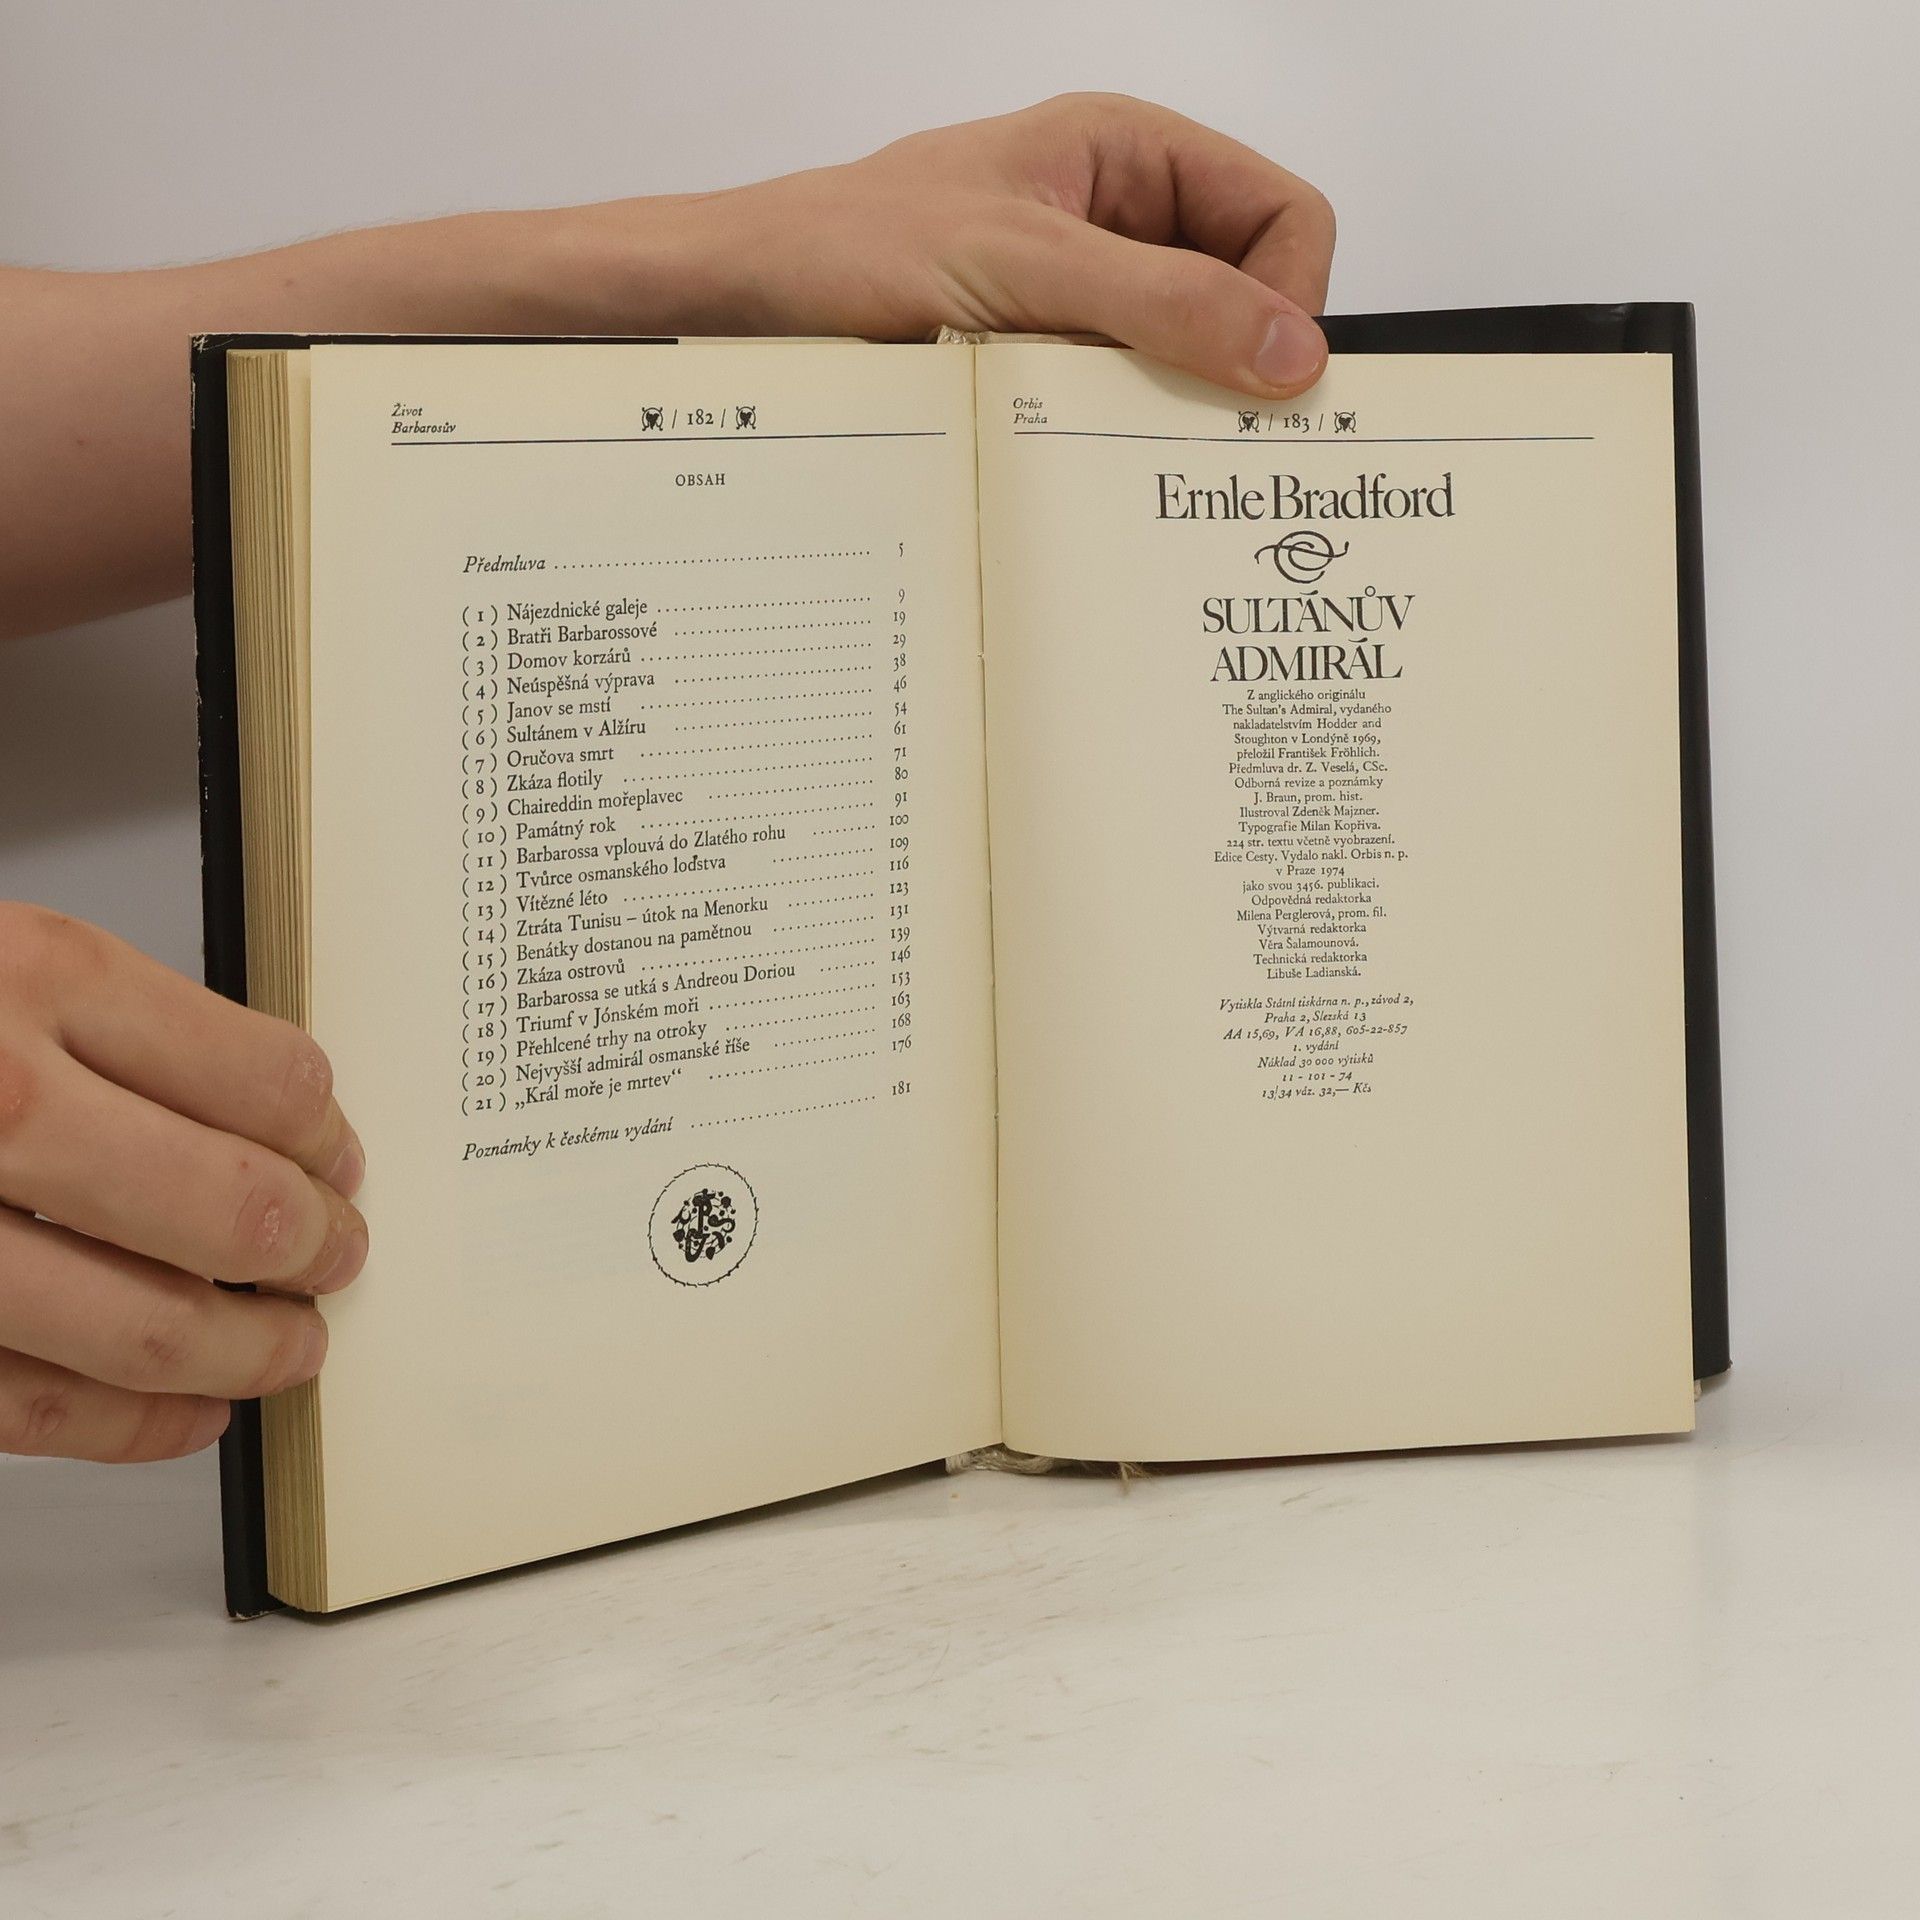 Život
Barbarosův
/ 182 /
OBSAH
Předmluva .......... 5
( 1 ) Nájezdnické galeje .......... 9
( 2 ) Bratři Barbarossové .......... 19
( 3 ) Domov korzárů .......... 29
( 4 ) Neúspěšná výprava .......... 38
( 5 ) Janov se mstí .......... 46
( 6 ) Sultánem v Alžíru .......... 54
( 7 ) Oručova smrt .......... 61
( 8 ) Zkáza flotily .......... 71
( 9 ) Chaireddin mořeplavec .......... 80
( 10 ) Památný rok .......... 91
( 11 ) Barbarossa vplouvá do Zlatého rohu .......... 100
( 12 ) Tvůrce osmanského loďstva .......... 109
( 13 ) Vítězné léto .......... 116
( 14 ) Ztráta Tunisu – útok na Menorku .......... 123
( 15 ) Benátky dostanou na pamětnou .......... 131
( 16 ) Zkáza ostrovů .......... 139
( 17 ) Barbarossa se utká s Andreou Doriou .......... 146
( 18 ) Triumf v Jónském moři .......... 153
( 19 ) Přehlcené trhy na otroky .......... 163
( 20 ) Nejvyšší admirál osmanské říše .......... 168
( 21 ) „Král moře je mrtev“ .......... 176
Poznámky k českému vydání .......... 181
Orbis
Praha
/ 183 /
Ernle Bradford
SULTÁNŮV
ADMIRÁL
Z anglického originálu
The Sultan's Admiral, vydaného
nakladatelstvím Hodder and
Stoughton v Londýně 1969,
přeložil František Fröhlich.
Předmluva dr. Z. Veselá, CSc.
Odborná revize a poznámky
J. Braun, prom. hist.
Ilustroval Zdeněk Majzner.
Typografie Milan Kopřiva.
224 str. textu včetně vyobrazení.
Edice Cesty. Vydalo nakl. Orbis n. p.
v Praze 1974
jako svou 3456. publikaci.
Odpovědná redaktorka
Milena Perglerová, prom. fil.
Výtvarná redaktorka
Věra Šalamounová.
Technická redaktorka
Libuše Ladianská.
Vytiskla Státní tiskárna n. p., závod 2,
Praha 2, Slezská 13
AA 15,69, VA 16,88, 605-22-857
1. vydání
Náklad 30 000 výtisků
11 - 101 - 74
13/34 váz. 32,— Kčs